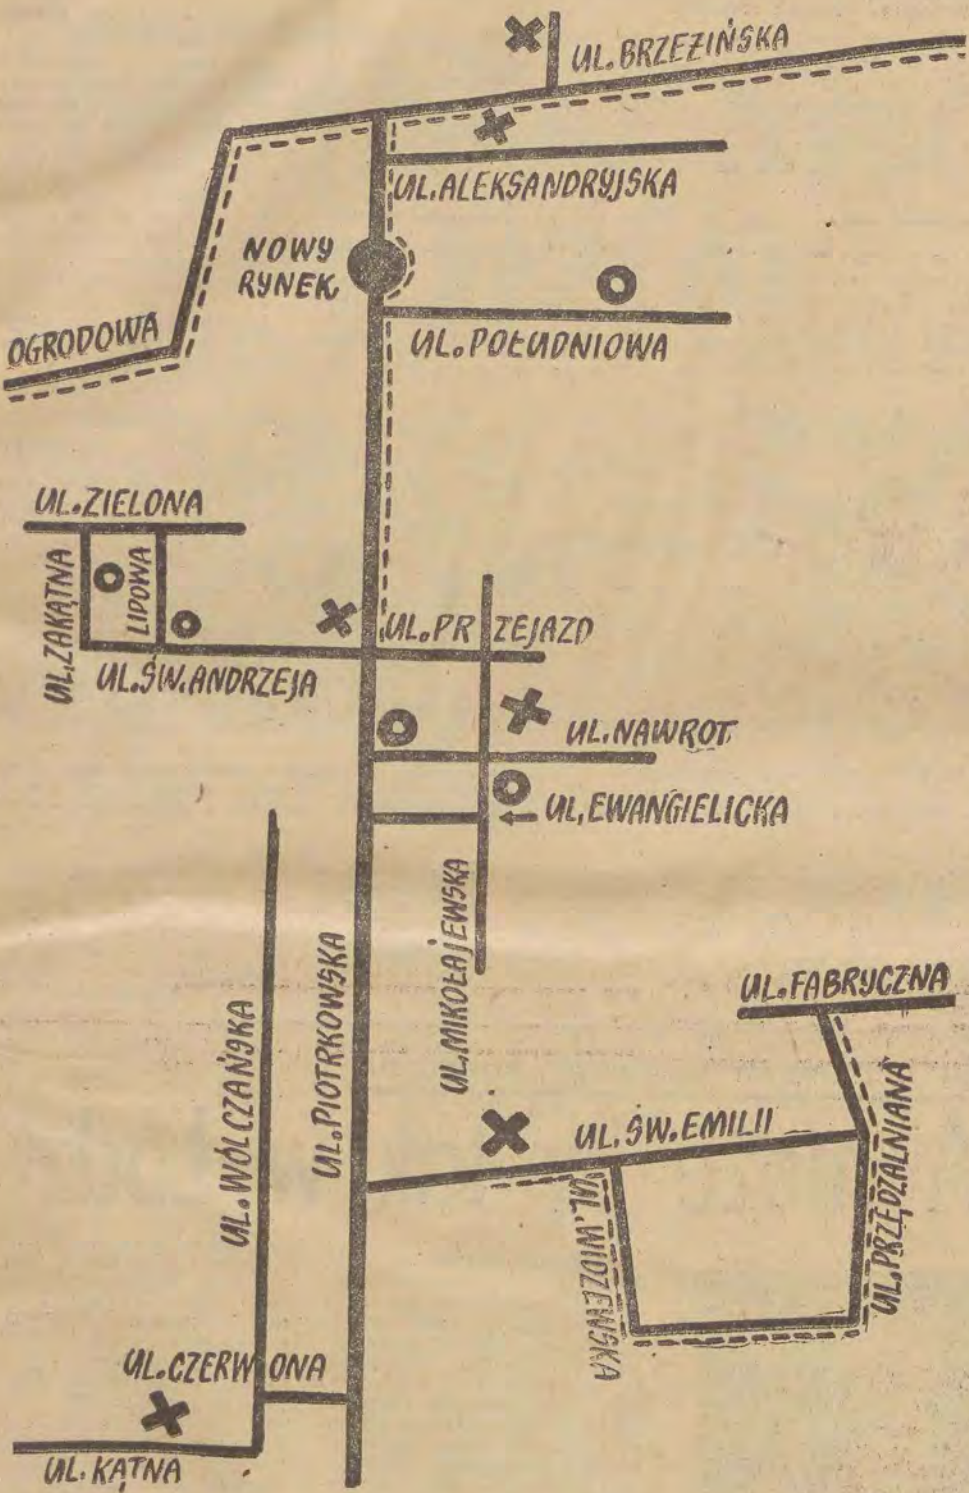 UL. BRZEZIŃSKA
UL. ALEKSANDRYJSKA
NOWY
RYNEK
OGRODOWA
UL. POŁUDNIOWA
UL. ZIELONA
UL. ZAKĄTNA
LIPOWA
UL. PRZEJAZD
UL. ŚW. ANDRZEJA
UL. NAWROT
UL. EWANGIELICKA
UL. MIKOŁAJEWSKA
UL. WÓLCZAŃSKA
UL. PIOTRKOWSKA
UL. FABRYCZNA
UL. ŚW. EMILII
UL. WIDZEWSKA
UL. PRZĘDZALNIANA
UL. CZERWONA
UL. KĄTNA